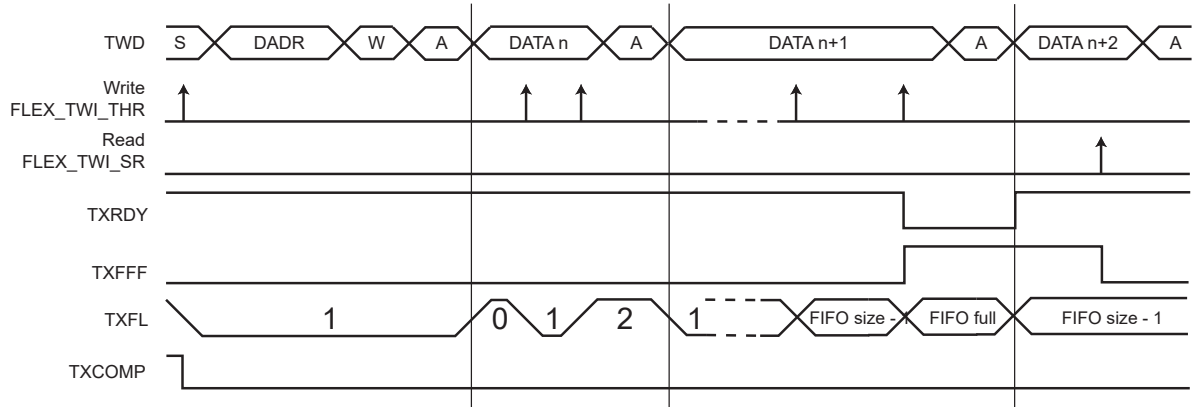 TWD S DADR W A DATA n A DATA n+1 A DATA n+2 A
Write
FLEX_TWI_THR
Read
FLEX_TWI_SR
TXRDY
TXFFF
TXFL 1 0 1 2 1 FIFO size - 1 FIFO full FIFO size - 1
TXCOMP